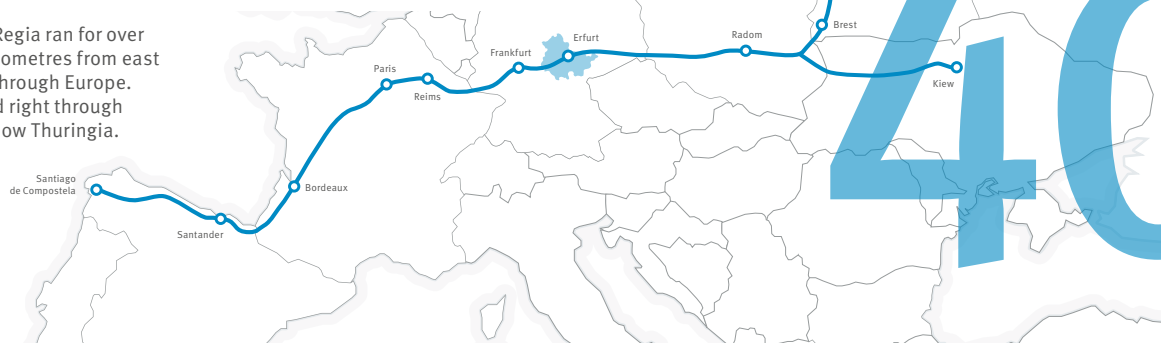 Regia ran for over
ometres from east
hrough Europe.
d right through
ow Thuringia.
Brest
Radom
Erfurt
Frankfurt
Kiew
Paris
Reims
Santiago
de Compostela
Bordeaux
Santander
40